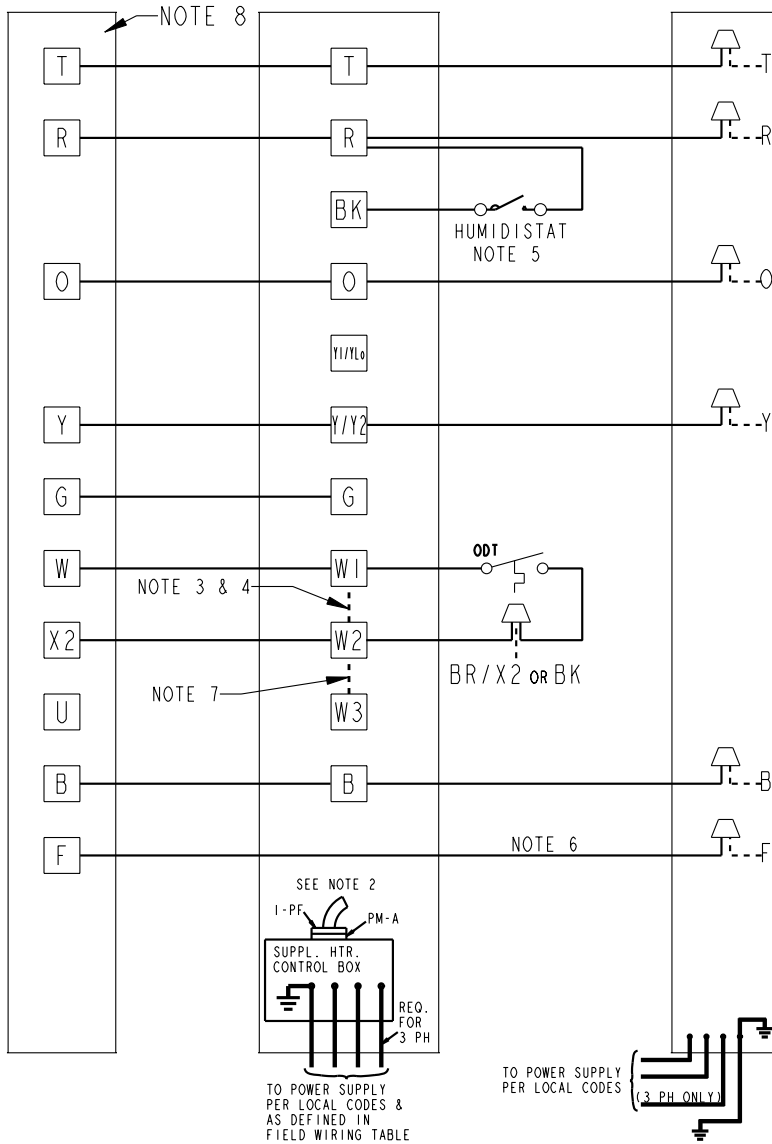 NOTE 8
T T T
R R R
BK
HUMIDISTAT
NOTE 5
O O O
Y1/YLo
Y Y/Y2 Y
G G
ODT
W W1
NOTE 3 & 4
X2 W2
BR/X2 OR BK
NOTE 7
U W3
B B B
F NOTE 6 F
SEE NOTE 2
1-PF
PM-A
SUPPL. HTR.
CONTROL BOX
REQ.
FOR
3 PH
TO POWER SUPPLY
PER LOCAL CODES &
AS DEFINED IN
FIELD WIRING TABLE
TO POWER SUPPLY
PER LOCAL CODES
(3 PH ONLY)